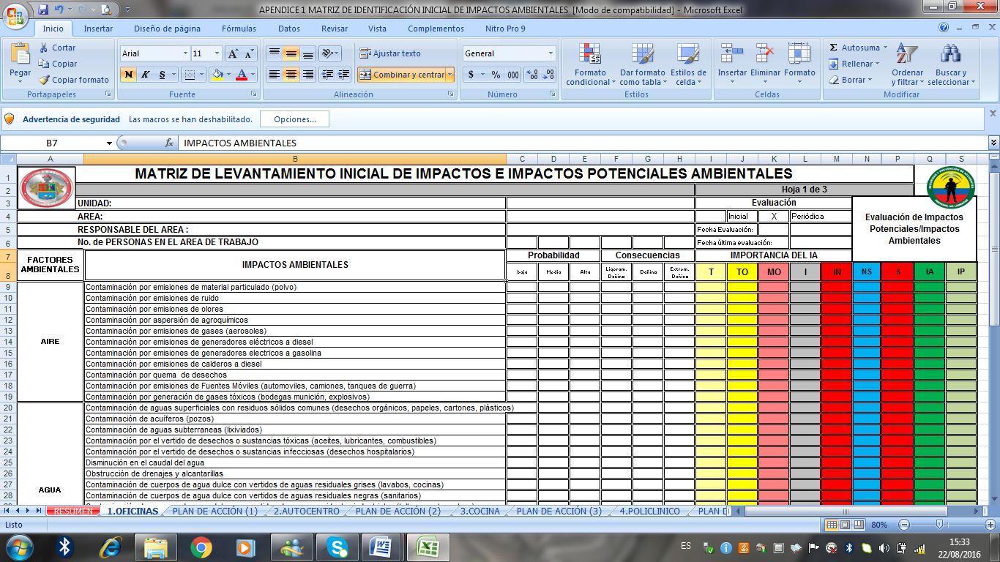 APENDICE 1 MATRIZ DE IDENTIFICACIÓN INICIAL DE IMPACTOS AMBIENTALES [Modo de compatibilidad] - Microsoft Excel
Inicio Insertar Diseño de página Fórmulas Datos Revisar Vista Complementos Nitro Pro 9
Pegar
Cortar
Copiar
Copiar formato
Portapapeles
Arial 11
N K S
Fuente
Ajustar texto
Combinar y centrar
Alineación
General
$ % 000
Número
Formato condicional
Dar formato como tabla
Estilos de celda
Estilos
Insertar Eliminar Formato
Celdas
Σ Autosuma
Rellenar
Borrar
Ordenar y filtrar
Buscar y seleccionar
Modificar
Advertencia de seguridad Las macros se han deshabilitado. Opciones...
B7 fx IMPACTOS AMBIENTALES
A B C D E F G H I J K L M N P Q S
1 MATRIZ DE LEVANTAMIENTO INICIAL DE IMPACTOS E IMPACTOS POTENCIALES AMBIENTALES
2 Hoja 1 de 3
3 UNIDAD: Evaluación
4 AREA: Inicial X Periódica
5 RESPONSABLE DEL AREA : Fecha Evaluación:
6 No. de PERSONAS EN EL AREA DE TRABAJO Fecha última evaluación:
Evaluación de Impactos
Potenciales/Impactos
Ambientales
7 FACTORES AMBIENTALES IMPACTOS AMBIENTALES Probabilidad Consecuencias IMPORTANCIA DEL IA
8 baja Media Alta Ligeram. Dañina Dañina Extrem. Dañina T TO MO I IN NS S IA IP
AIRE
9 Contaminación por emisiones de material particulado (polvo)
10 Contaminación por emisiones de ruido
11 Contaminación por emisiones de olores
12 Contaminación por aspersión de agroquímicos
13 Contaminación por emisiones de gases (aerosoles)
14 Contaminación por emisiones de generadores eléctricos a diesel
15 Contaminación por emisiones de generadores electricos a gasolina
16 Contaminación por emisiones de calderos a diesel
17 Contaminación por quema de desechos
18 Contaminación por emisiones de Fuentes Móviles (automoviles, camiones, tanques de guerra)
19 Contaminación por generación de gases tóxicos (bodegas munición, explosivos)
AGUA
20 Contaminación de aguas superficiales con residuos sólidos comunes (desechos orgánicos, papeles, cartones, plásticos)
21 Contaminación de acuíferos (pozos)
22 Contaminación de aguas subterraneas (lixiviados)
23 Contaminación por el vertido de desechos o sustancias tóxicas (aceites, lubricantes, combustibles)
24 Contaminación por el vertido de desechos o sustancias infecciosas (desechos hospitalarios)
25 Disminución en el caudal del agua
26 Obstrucción de drenajes y alcantarillas
27 Contaminación de cuerpos de agua dulce con vertidos de aguas residuales grises (lavabos, cocinas)
28 Contaminación de cuerpos de agua dulce con vertidos de aguas residuales negras (sanitarios)
RESUMEN 1.OFICINAS PLAN DE ACCIÓN (1) 2.AUTOCENTRO PLAN DE ACCIÓN (2) 3.COCINA PLAN DE ACCIÓN (3) 4.POLICLINICO PLAN D
Listo 80%
ES 15:33
22/08/2016